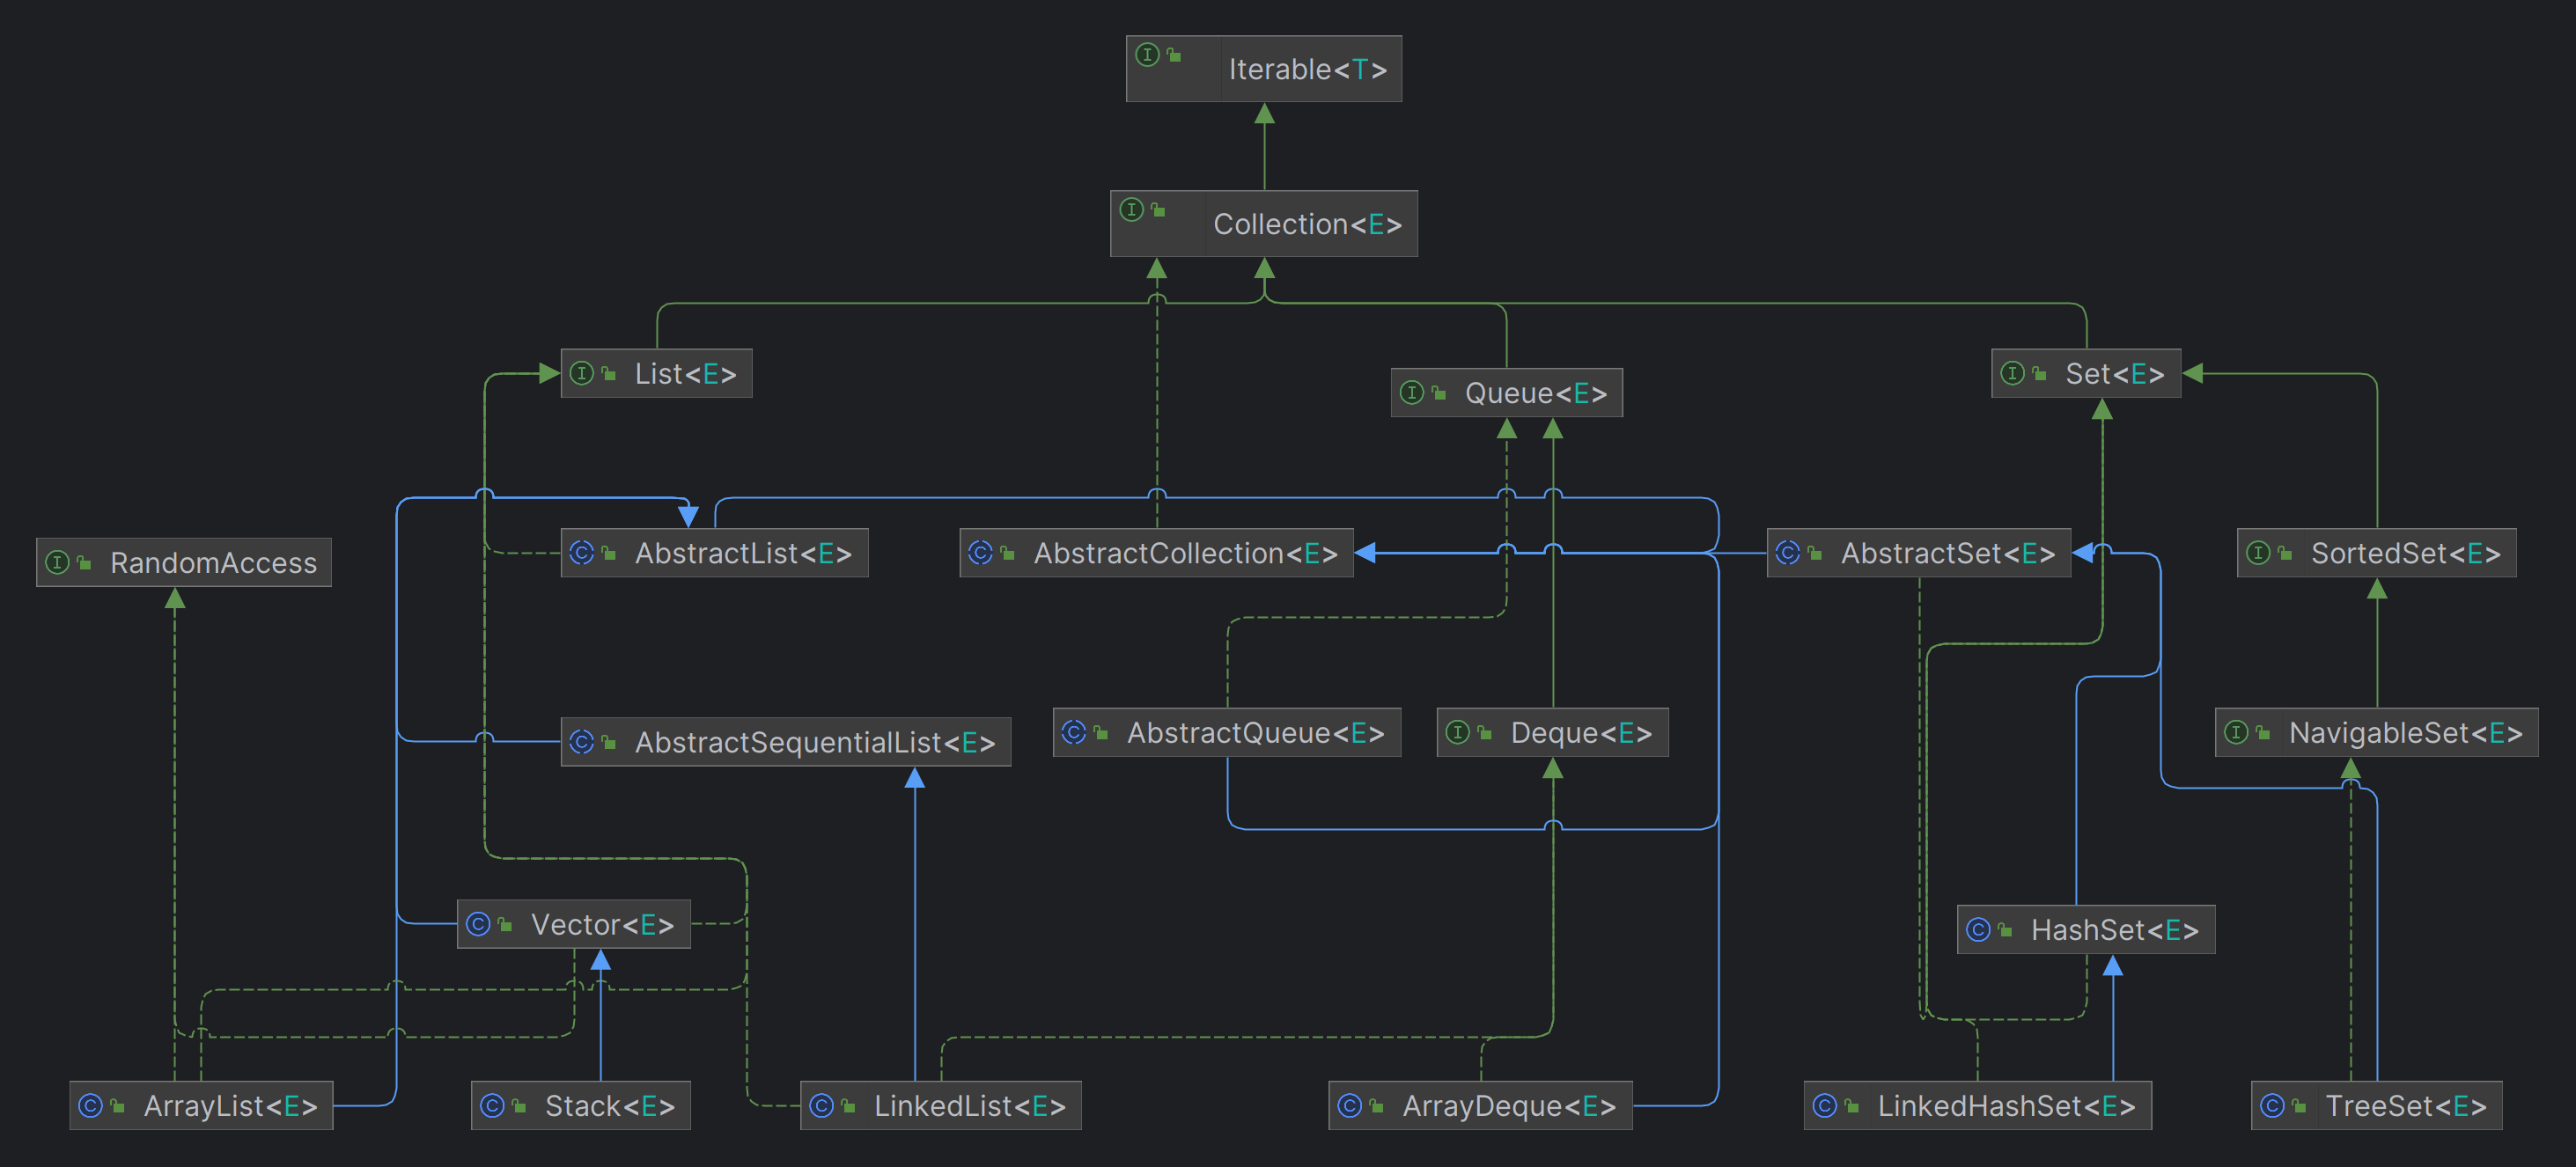 Iterable<T>
Collection<E>
List<E>
Queue<E>
Set<E>
RandomAccess
AbstractList<E>
AbstractCollection<E>
AbstractSet<E>
SortedSet<E>
AbstractSequentialList<E>
AbstractQueue<E>
Deque<E>
NavigableSet<E>
Vector<E>
HashSet<E>
ArrayList<E>
Stack<E>
LinkedList<E>
ArrayDeque<E>
LinkedHashSet<E>
TreeSet<E>